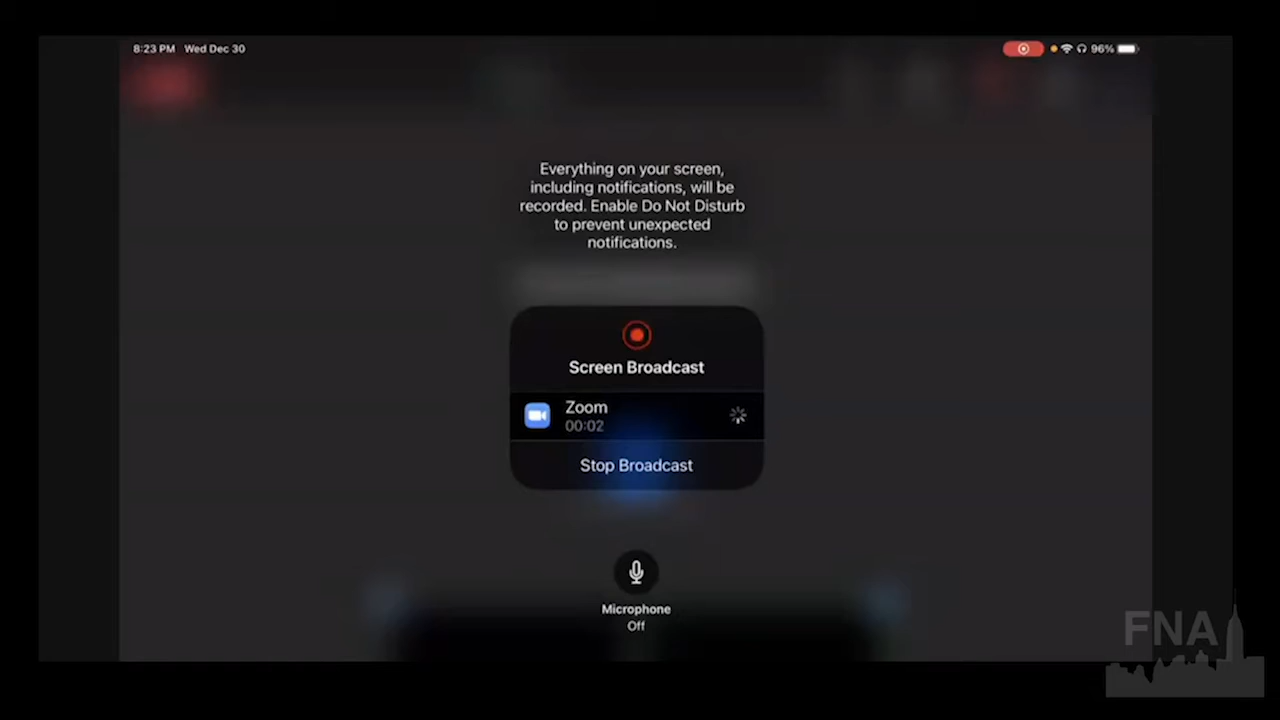 8:23 PM Wed Dec 30
96%
Everything on your screen,
including notifications, will be
recorded. Enable Do Not Disturb
to prevent unexpected
notifications.
Screen Broadcast
Zoom
00:02
Stop Broadcast
Microphone
Off
FNA